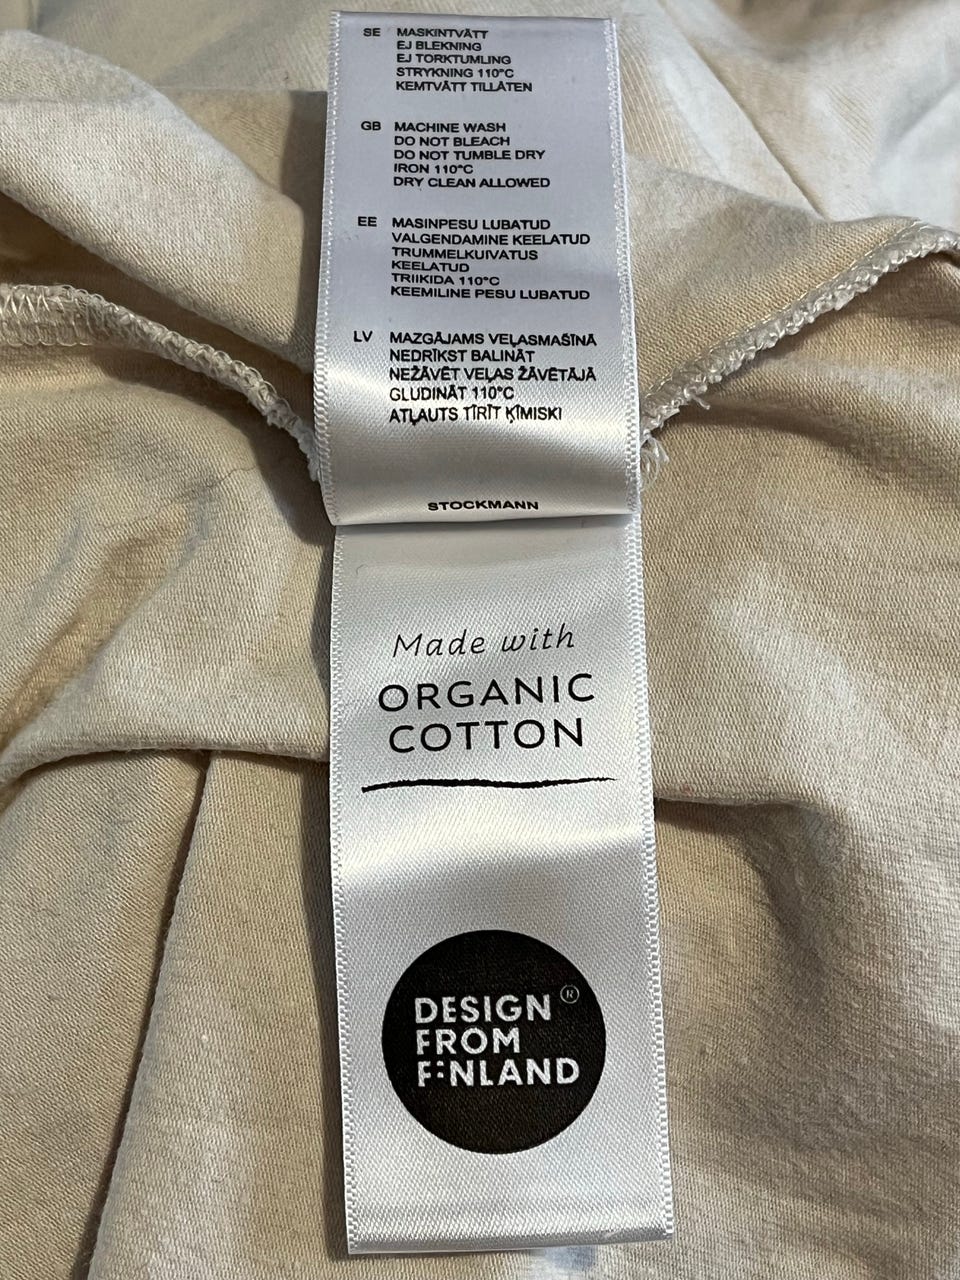 SE MASKINTVÄTT
EJ BLEKNING
EJ TORKTUMLING
STRYKNING 110°C
KEMTVÄTT TILLÅTEN
GB MACHINE WASH
DO NOT BLEACH
DO NOT TUMBLE DRY
IRON 110°C
DRY CLEAN ALLOWED
EE MASINPESU LUBATUD
VALGENDAMINE KEELATUD
TRUMMELKUIVATUS
KEELATUD
TRIIKIDA 110°C
KEEMILINE PESU LUBATUD
LV MAZGĀJAMS VEĻASMAŠĪNĀ
NEDRĪKST BALINĀT
NEŽĀVĒT VEĻAS ŽĀVĒTĀJĀ
GLUDINĀT 110°C
ATĻAUTS TĪRĪT ĶĪMISKI
STOCKMANN
Made with
ORGANIC
COTTON
DESIGN ®
FROM
FINLAND